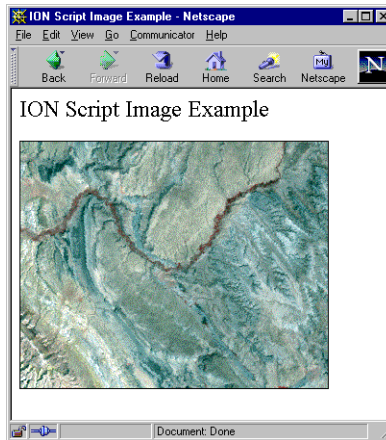 ION Script Image Example - Netscape
File Edit View Go Communicator Help
Back Forward Reload Home Search Netscape
My
N
ION Script Image Example
Document: Done